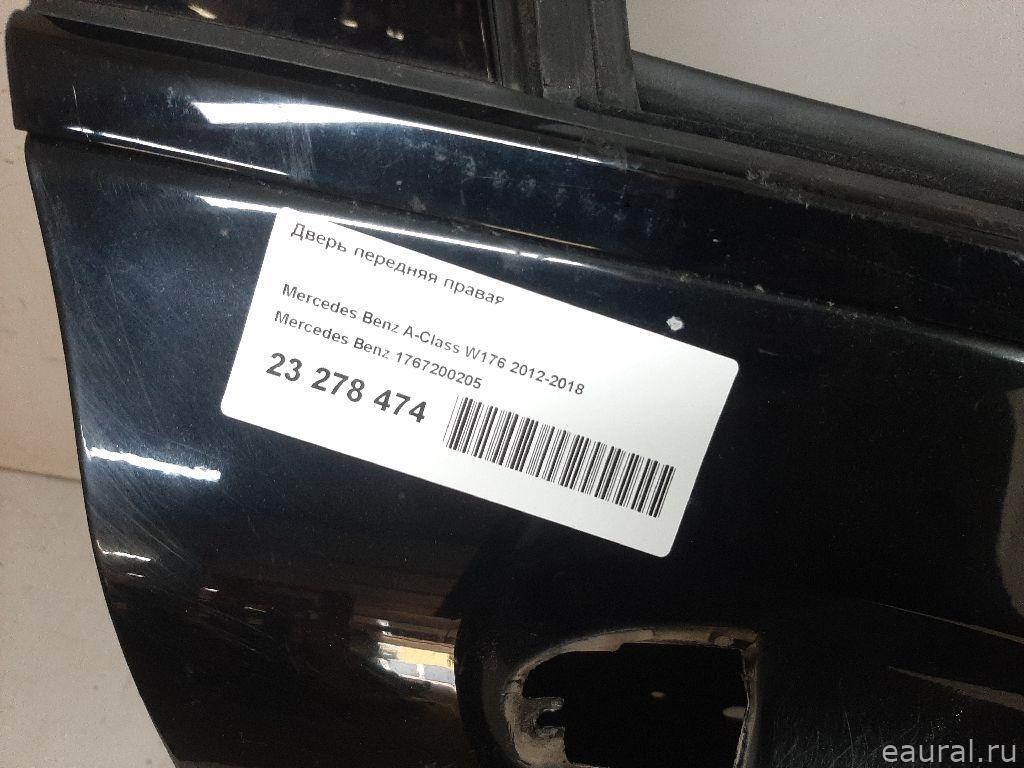 Дверь передняя правая
Mercedes Benz A-Class W176 2012-2018
Mercedes Benz 1767200205
23 278 474
eaural.ru